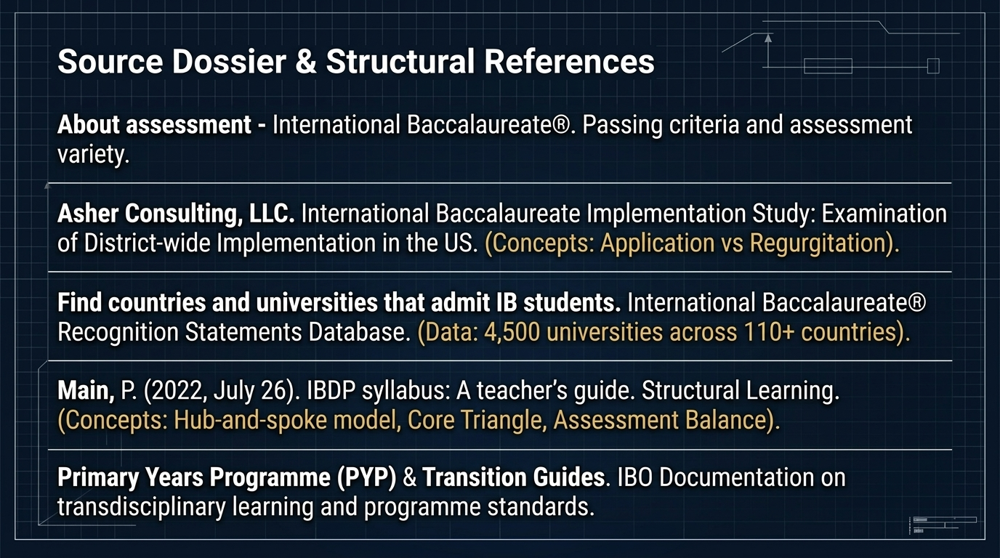 Source Dossier & Structural References
About assessment - International Baccalaureate®. Passing criteria and assessment
variety.
Asher Consulting, LLC. International Baccalaureate Implementation Study: Examination
of District-wide Implementation in the US. (Concepts: Application vs Regurgitation).
Find countries and universities that admit IB students. International Baccalaureate®
Recognition Statements Database. (Data: 4,500 universities across 110+ countries).
Main, P. (2022, July 26). IBDP syllabus: A teacher’s guide. Structural Learning.
(Concepts: Hub-and-spoke model, Core Triangle, Assessment Balance).
Primary Years Programme (PYP) & Transition Guides. IBO Documentation on
transdisciplinary learning and programme standards.